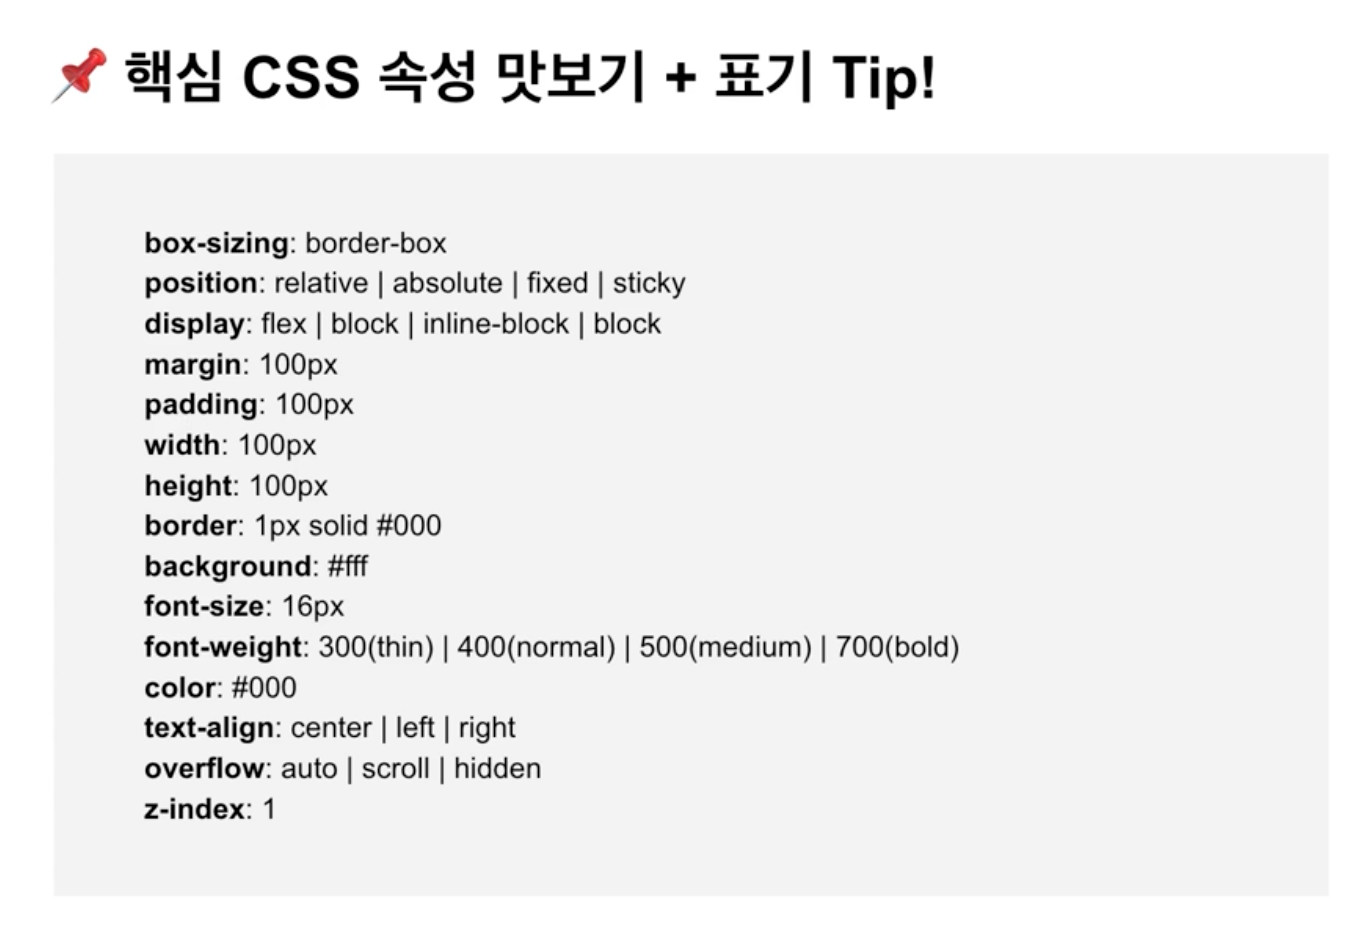 📌 핵심 CSS 속성 맛보기 + 표기 Tip!
box-sizing: border-box
position: relative | absolute | fixed | sticky
display: flex | block | inline-block | block
margin: 100px
padding: 100px
width: 100px
height: 100px
border: 1px solid #000
background: #fff
font-size: 16px
font-weight: 300(thin) | 400(normal) | 500(medium) | 700(bold)
color: #000
text-align: center | left | right
overflow: auto | scroll | hidden
z-index: 1